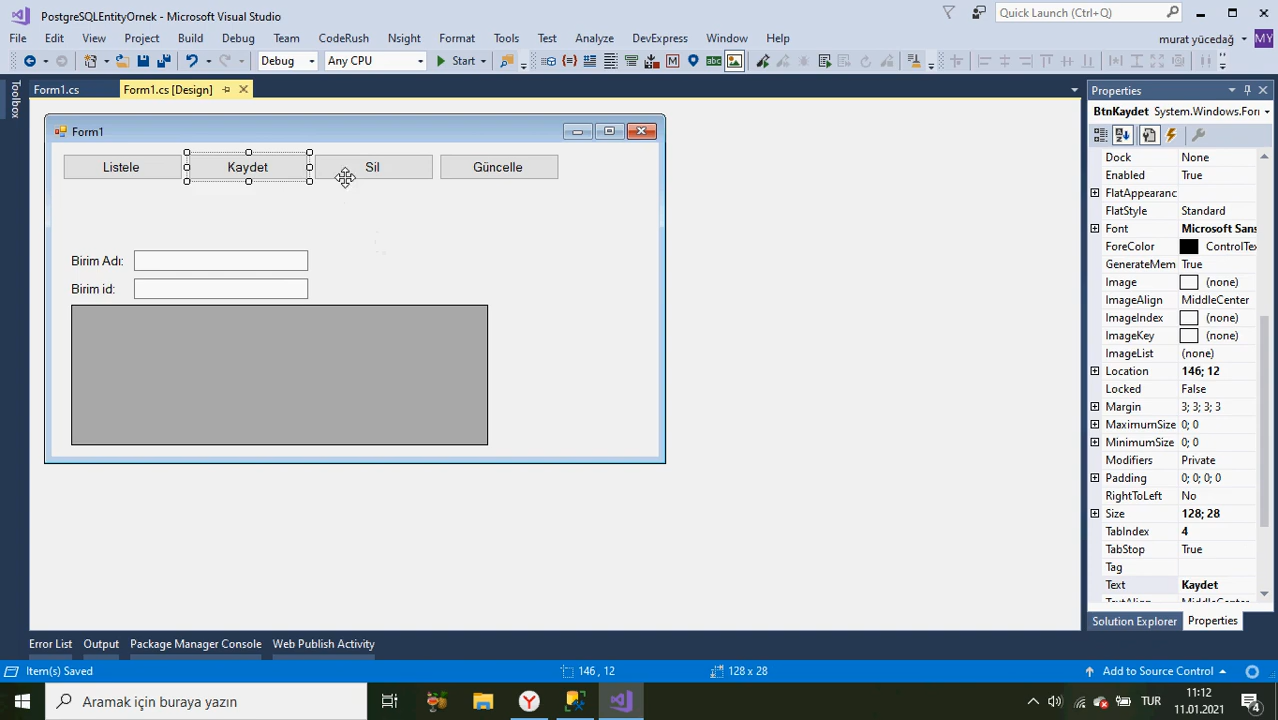 PostgreSQLEntityOrnek - Microsoft Visual Studio
Quick Launch (Ctrl+Q)
File Edit View Project Build Debug Team CodeRush Nsight Format Tools Test Analyze DevExpress Window Help
murat yücedağ MY
Debug Any CPU Start
Toolbox
Form1.cs Form1.cs [Design]
Properties
BtnKaydet System.Windows.For
Form1
Listele Kaydet Sil Güncelle
Birim Adı:
Birim id:
Dock None
Enabled True
FlatAppearanc
FlatStyle Standard
Font Microsoft Sans
ForeColor ControlTex
GenerateMem True
Image (none)
ImageAlign MiddleCenter
ImageIndex (none)
ImageKey (none)
ImageList (none)
Location 146; 12
Locked False
Margin 3; 3; 3; 3
MaximumSize 0; 0
MinimumSize 0; 0
Modifiers Private
Padding 0; 0; 0; 0
RightToLeft No
Size 128; 28
TabIndex 4
TabStop True
Tag
Text Kaydet
Solution Explorer Properties
Error List Output Package Manager Console Web Publish Activity
Item(s) Saved 146 , 12 128 x 28 Add to Source Control
Aramak için buraya yazın
TUR 11:12
11.01.2021
4